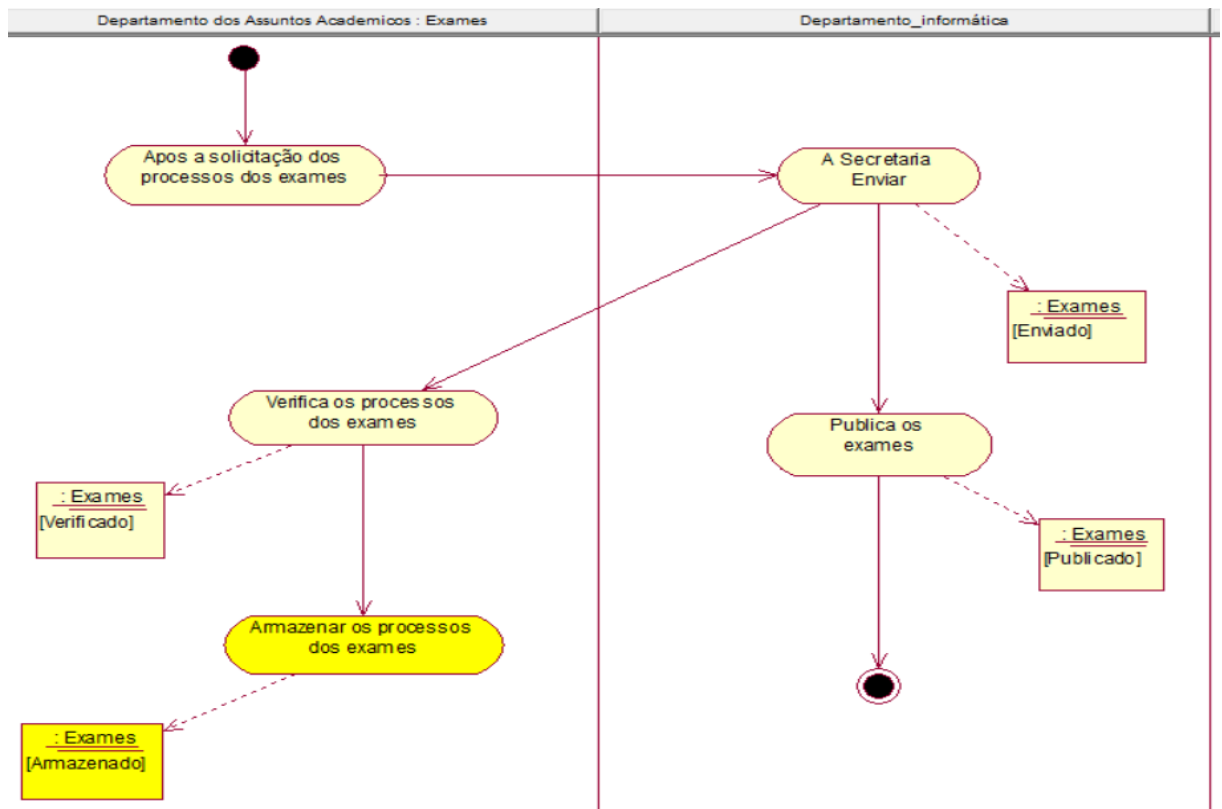 Departamento dos Assuntos Academicos : Exames
Departamento_informática
Apos a solicitação dos
processos dos exames
A Secretaria
Enviar
: Exames
[Enviado]
Verifica os processos
dos exames
Publica os
exames
: Exames
[Verificado]
: Exames
[Publicado]
Armazenar os processos
dos exames
: Exames
[Armazenado]